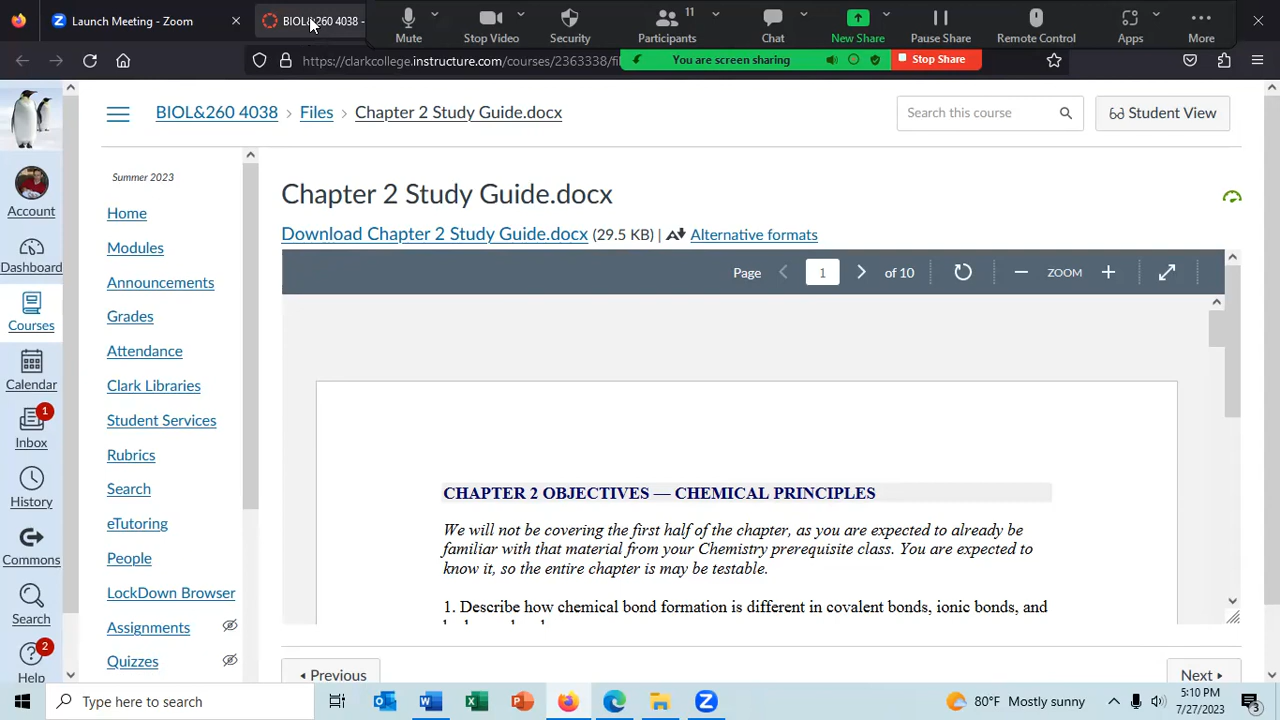 Launch Meeting - Zoom
BIOL&260 4038 -
Mute
Stop Video
Security
11
Participants
Chat
New Share
Pause Share
Remote Control
Apps
More
https://clarkcollege.instructure.com/courses/2363338/fi
You are screen sharing
Stop Share
BIOL&260 4038 › Files › Chapter 2 Study Guide.docx
Search this course
Student View
Account
Dashboard
Courses
Calendar
1
Inbox
History
Commons
Search
2
Help
Summer 2023
Home
Modules
Announcements
Grades
Attendance
Clark Libraries
Student Services
Rubrics
Search
eTutoring
People
LockDown Browser
Assignments
Quizzes
Chapter 2 Study Guide.docx
Download Chapter 2 Study Guide.docx (29.5 KB) | Alternative formats
Page 1 of 10
ZOOM
CHAPTER 2 OBJECTIVES — CHEMICAL PRINCIPLES
We will not be covering the first half of the chapter, as you are expected to already be
familiar with that material from your Chemistry prerequisite class. You are expected to
know it, so the entire chapter is may be testable.
1. Describe how chemical bond formation is different in covalent bonds, ionic bonds, and
Previous
Next
Type here to search
80°F Mostly sunny
5:10 PM
7/27/2023
3